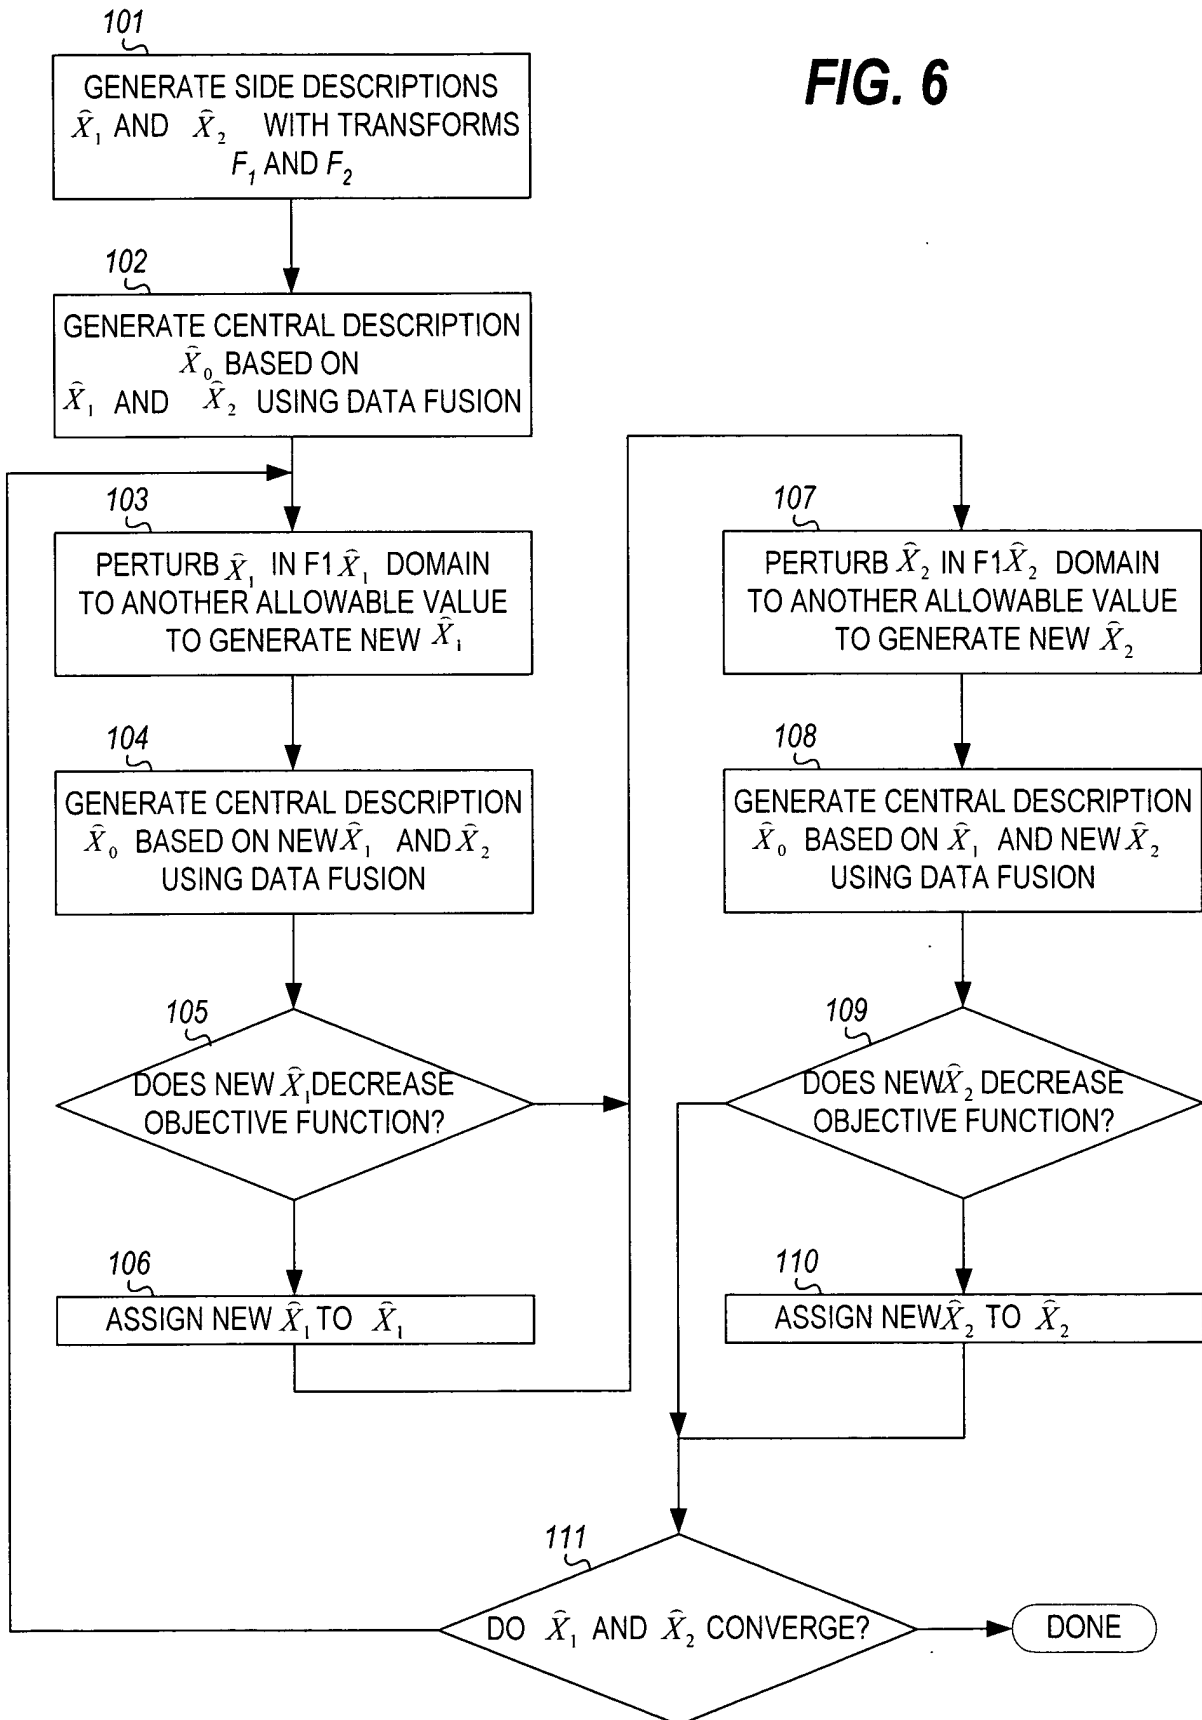 FIG. 6
101
GENERATE SIDE DESCRIPTIONS
X̂₁ AND X̂₂ WITH TRANSFORMS
F₁ AND F₂
102
GENERATE CENTRAL DESCRIPTION
X̂₀ BASED ON
X̂₁ AND X̂₂ USING DATA FUSION
103
PERTURB X̂₁ IN F1X̂₁ DOMAIN
TO ANOTHER ALLOWABLE VALUE
TO GENERATE NEW X̂₁
104
GENERATE CENTRAL DESCRIPTION
X̂₀ BASED ON NEW X̂₁ AND X̂₂
USING DATA FUSION
105
DOES NEW X̂₁ DECREASE
OBJECTIVE FUNCTION?
106
ASSIGN NEW X̂₁ TO X̂₁
107
PERTURB X̂₂ IN F1X̂₂ DOMAIN
TO ANOTHER ALLOWABLE VALUE
TO GENERATE NEW X̂₂
108
GENERATE CENTRAL DESCRIPTION
X̂₀ BASED ON X̂₁ AND NEW X̂₂
USING DATA FUSION
109
DOES NEW X̂₂ DECREASE
OBJECTIVE FUNCTION?
110
ASSIGN NEW X̂₂ TO X̂₂
111
DO X̂₁ AND X̂₂ CONVERGE?
DONE